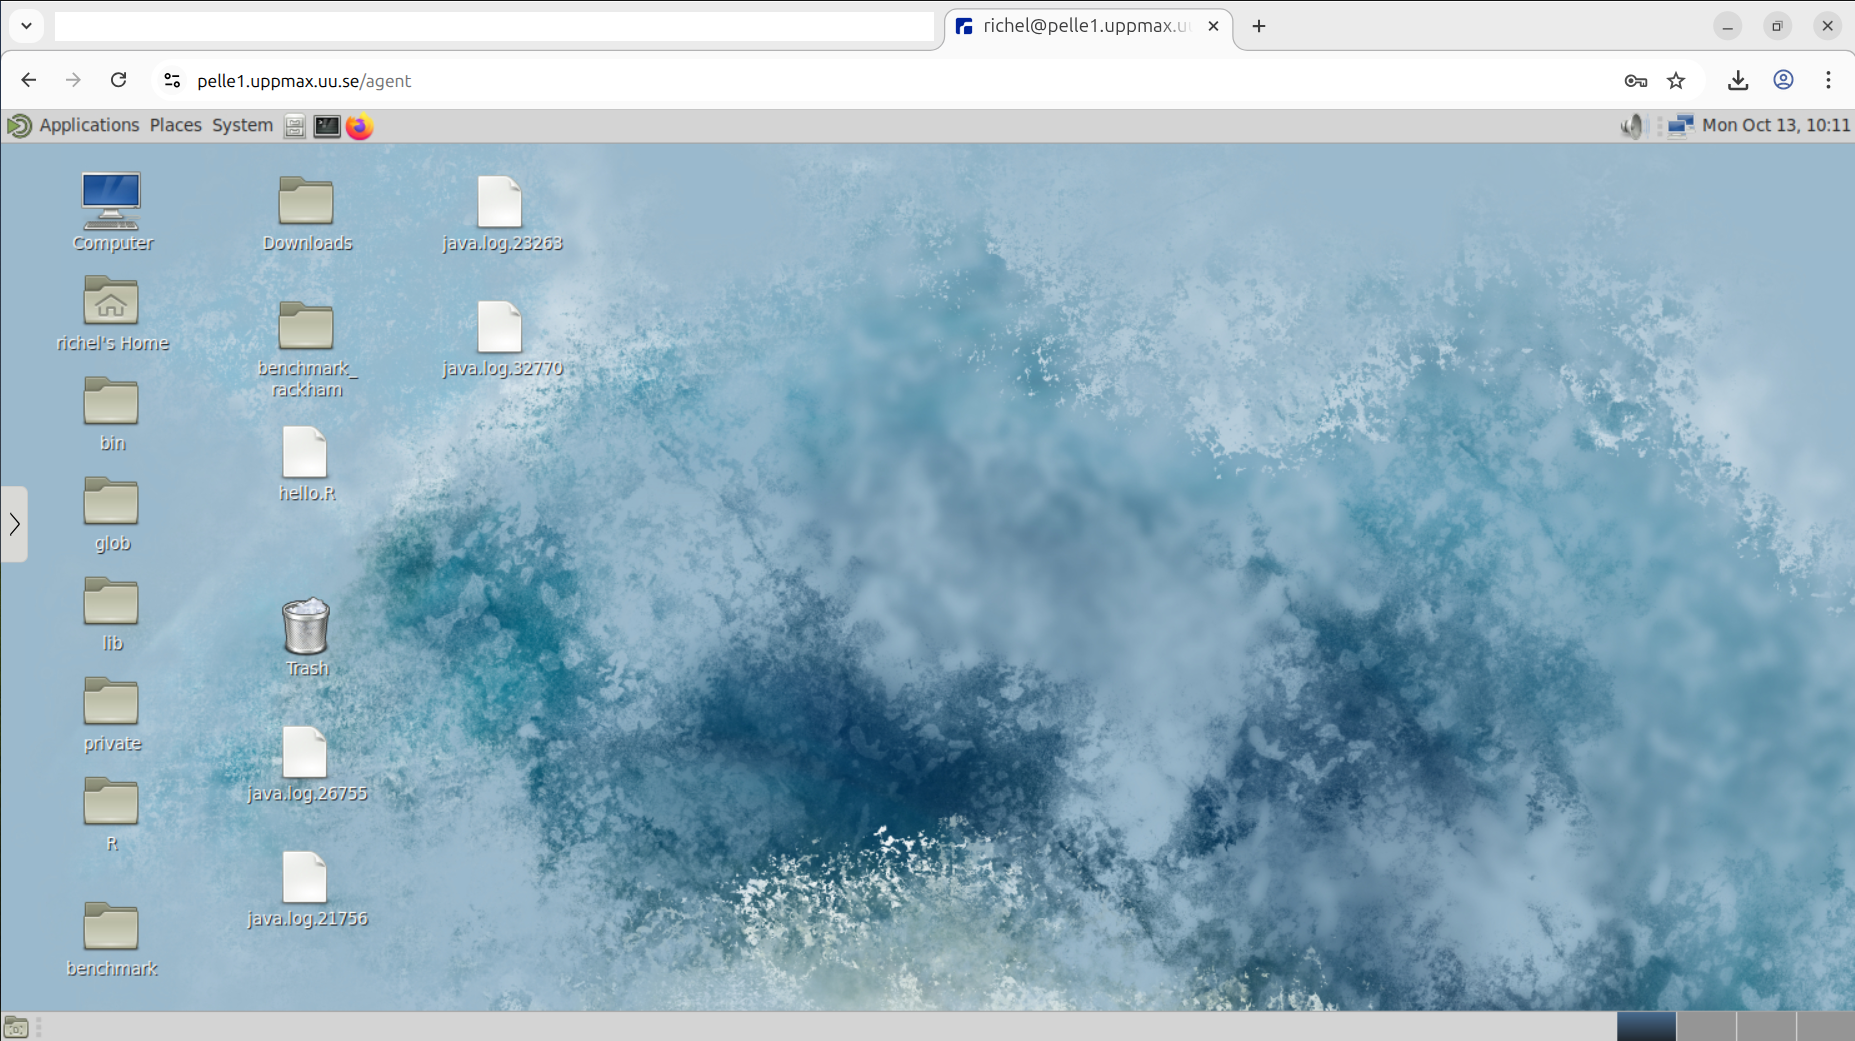 richel@pelle1.uppmax.u
pelle1.uppmax.uu.se/agent
Applications Places System
Mon Oct 13, 10:11
Computer
Downloads
java.log.23263
richel's Home
benchmark_
rackham
java.log.32770
bin
hello.R
glob
lib
Trash
private
java.log.26755
R
java.log.21756
benchmark